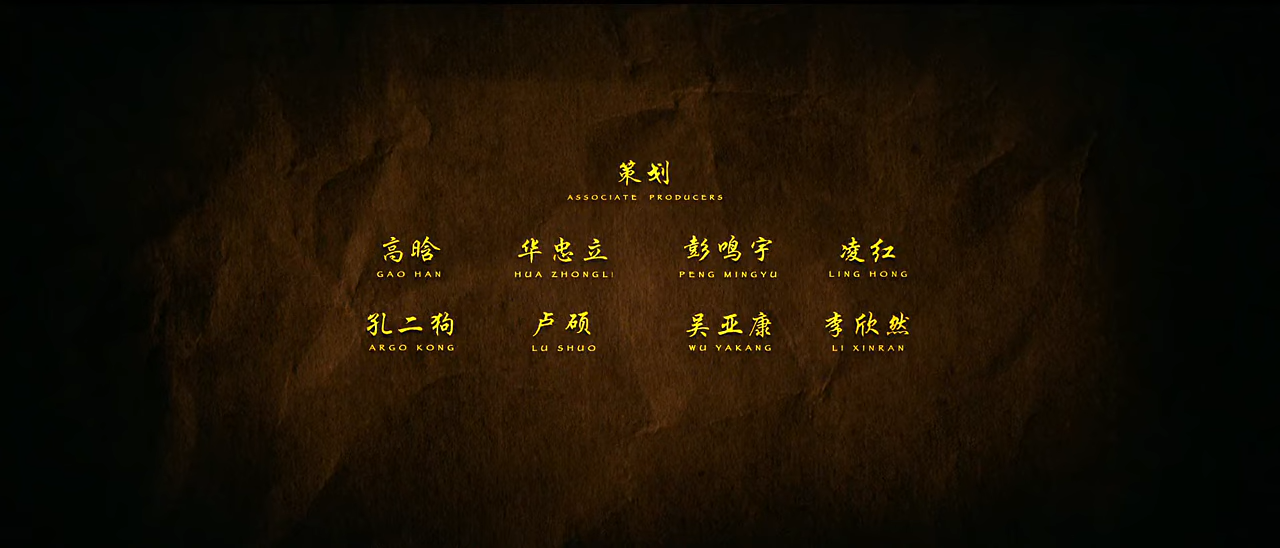 策划
ASSOCIATE PRODUCERS
高晗 华忠立 彭鸣宇 凌红
GAO HAN HUA ZHONGLI PENG MINGYU LING HONG
孔二狗 卢硕 吴亚康 李欣然
ARGO KONG LU SHUO WU YAKANG LI XINRAN